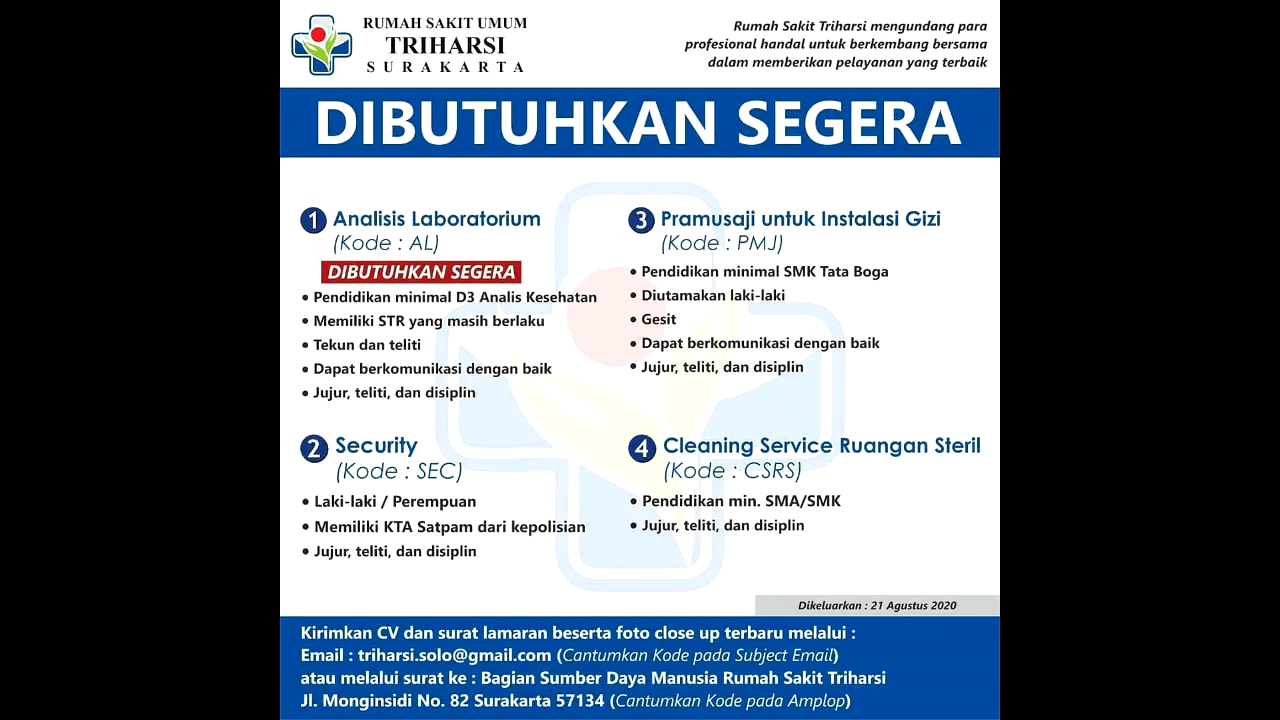 RUMAH SAKIT UMUM
TRIHARSI
SURAKARTA
Rumah Sakit Triharsi mengundang para
profesional handal untuk berkembang bersama
dalam memberikan pelayanan yang terbaik
DIBUTUHKAN SEGERA
1 Analisis Laboratorium
(Kode : AL)
DIBUTUHKAN SEGERA
• Pendidikan minimal D3 Analis Kesehatan
• Memiliki STR yang masih berlaku
• Tekun dan teliti
• Dapat berkomunikasi dengan baik
• Jujur, teliti, dan disiplin
2 Security
(Kode : SEC)
• Laki-laki / Perempuan
• Memiliki KTA Satpam dari kepolisian
• Jujur, teliti, dan disiplin
3 Pramusaji untuk Instalasi Gizi
(Kode : PMJ)
• Pendidikan minimal SMK Tata Boga
• Diutamakan laki-laki
• Gesit
• Dapat berkomunikasi dengan baik
• Jujur, teliti, dan disiplin
4 Cleaning Service Ruangan Steril
(Kode : CSRS)
• Pendidikan min. SMA/SMK
• Jujur, teliti, dan disiplin
Dikeluarkan : 21 Agustus 2020
Kirimkan CV dan surat lamaran beserta foto close up terbaru melalui :
Email : triharsi.solo@gmail.com (Cantumkan Kode pada Subject Email)
atau melalui surat ke : Bagian Sumber Daya Manusia Rumah Sakit Triharsi
Jl. Monginsidi No. 82 Surakarta 57134 (Cantumkan Kode pada Amplop)